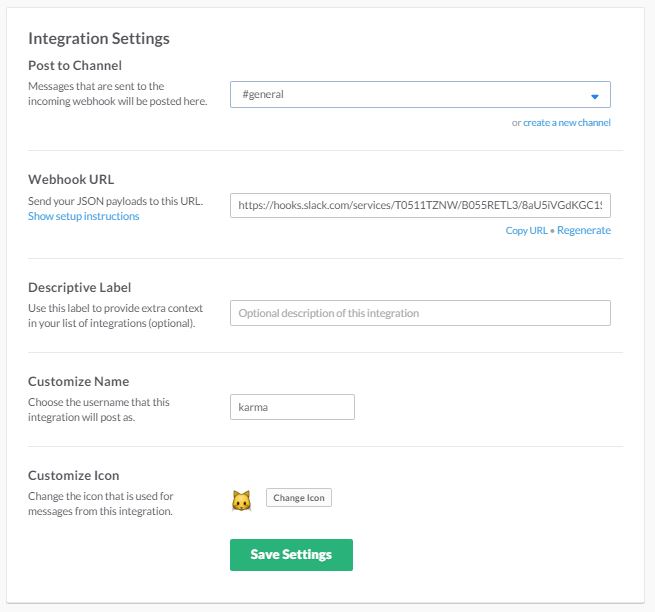 Integration Settings
Post to Channel
Messages that are sent to the
incoming webhook will be posted here.
#general
or create a new channel
Webhook URL
Send your JSON payloads to this URL.
Show setup instructions
https://hooks.slack.com/services/T0511TZNW/B055RETL3/8aU5iVGdKGC1
Copy URL • Regenerate
Descriptive Label
Use this label to provide extra context
in your list of integrations (optional).
Optional description of this integration
Customize Name
Choose the username that this
integration will post as.
karma
Customize Icon
Change the icon that is used for
messages from this integration.
Change Icon
Save Settings